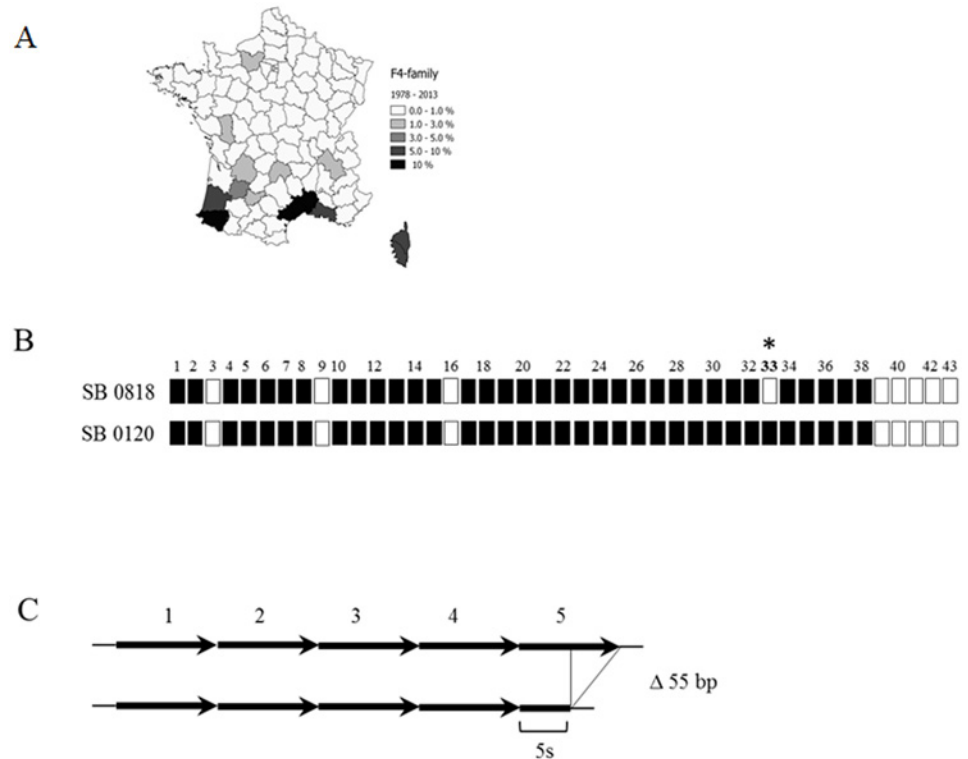 A
F4-family
1978 - 2013
0.0 - 1.0 %
1.0 - 3.0 %
3.0 - 5.0 %
5.0 - 10 %
10 %
B
*
1 2 3 4 5 6 7 8 9 10 12 14 16 18 20 22 24 26 28 30 32 33 34 36 38 40 42 43
SB 0818
SB 0120
C
1 2 3 4 5
Δ 55 bp
5s